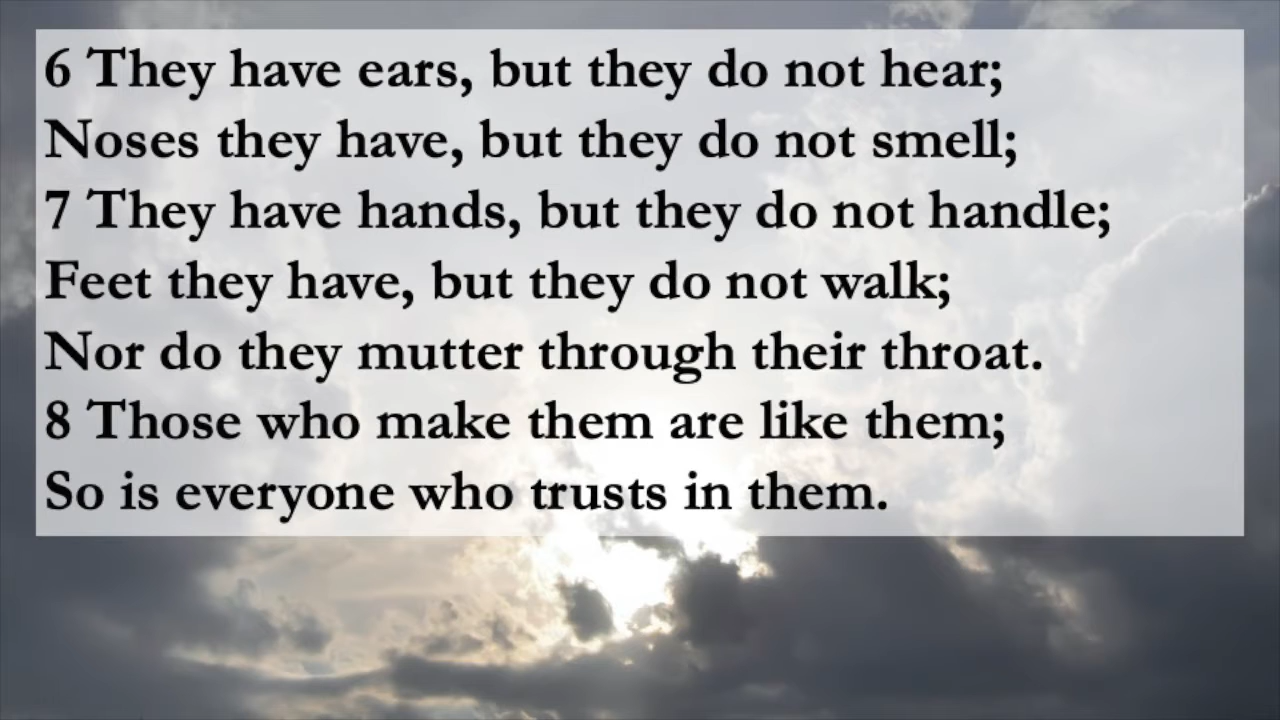 6 They have ears, but they do not hear;
Noses they have, but they do not smell;
7 They have hands, but they do not handle;
Feet they have, but they do not walk;
Nor do they mutter through their throat.
8 Those who make them are like them;
So is everyone who trusts in them.